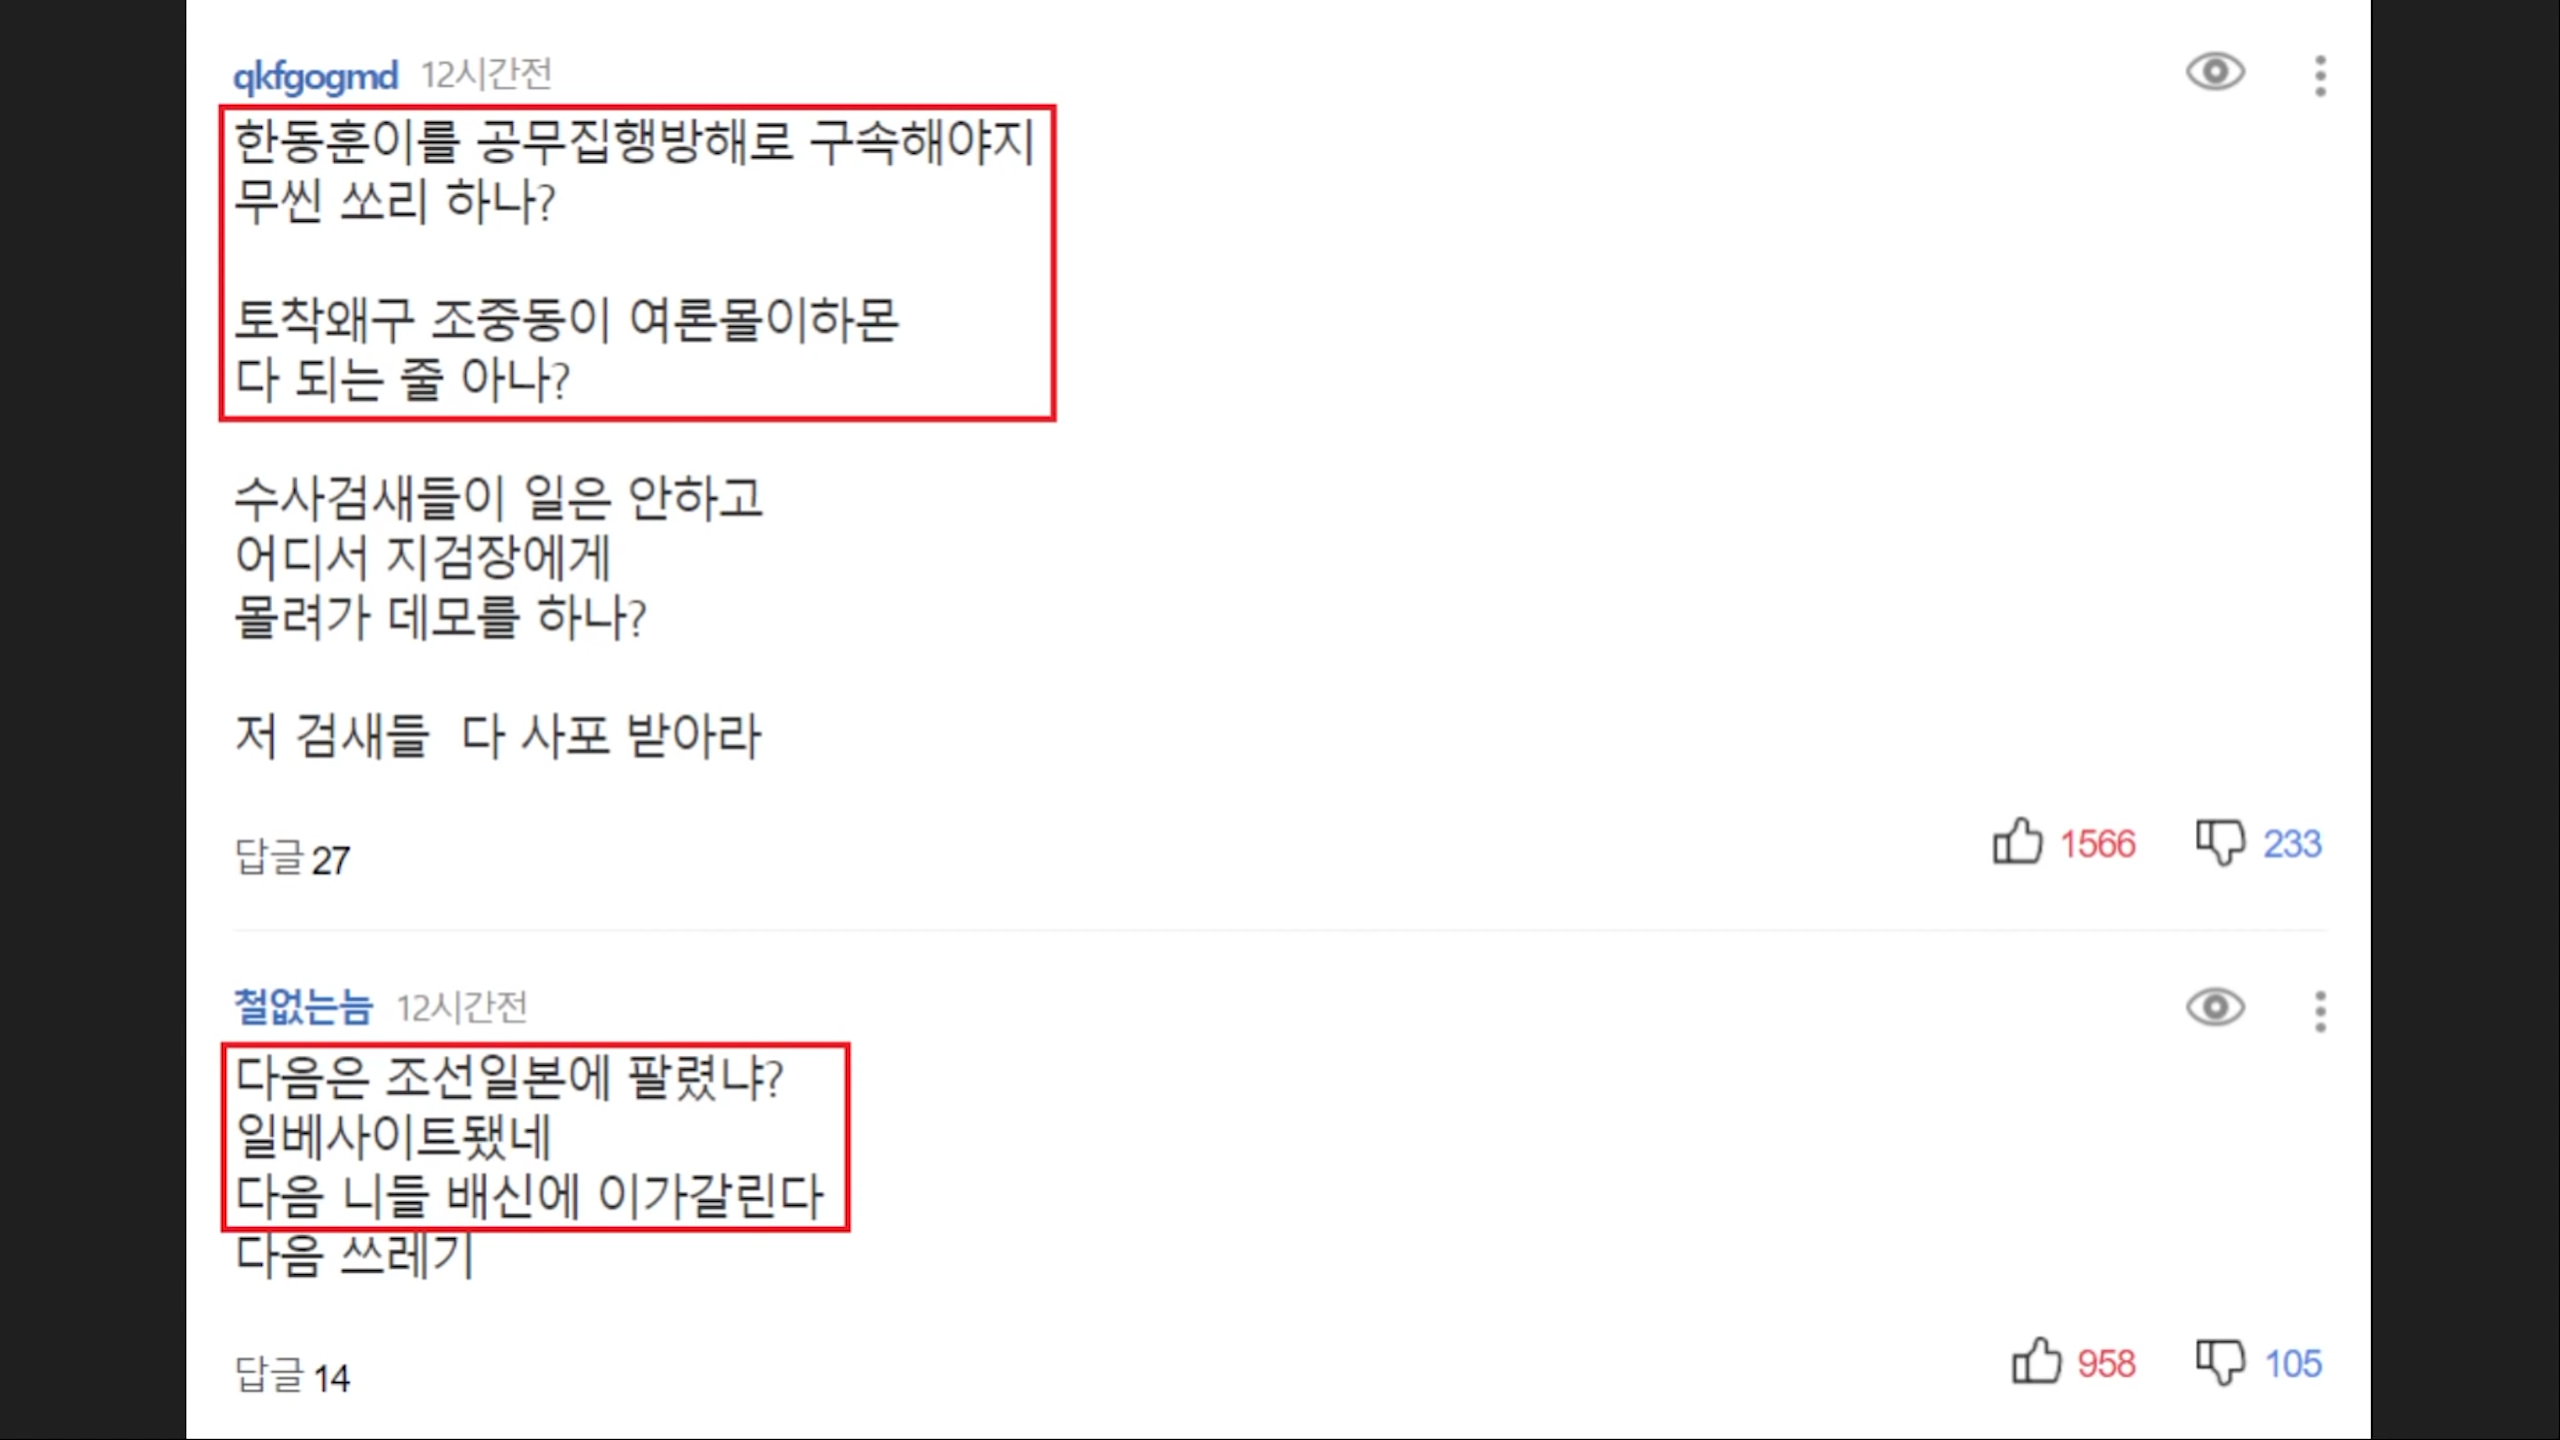 qkfgogmd 12시간전
한동훈이를 공무집행방해로 구속해야지
무씬 쏘리 하나?
토착왜구 조중동이 여론몰이하몬
다 되는 줄 아나?
수사검새들이 일은 안하고
어디서 지검장에게
몰려가 데모를 하나?
저 검새들 다 사포 받아라
답글 27
1566 233
철없는늠 12시간전
다음은 조선일본에 팔렸냐?
일베사이트됐네
다음 니들 배신에 이가갈린다
다음 쓰레기
답글 14
958 105